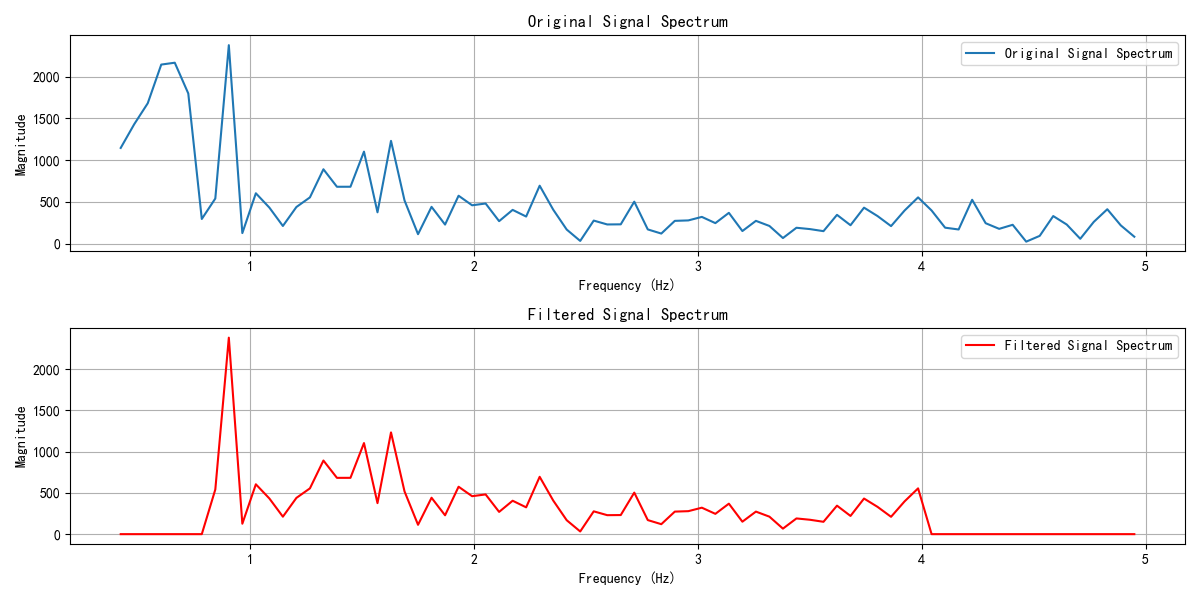 Original Signal Spectrum
Original Signal Spectrum
Magnitude
2000
1500
1000
500
0
1 2 3 4 5
Frequency (Hz)
Filtered Signal Spectrum
Filtered Signal Spectrum
Magnitude
2000
1500
1000
500
0
1 2 3 4 5
Frequency (Hz)